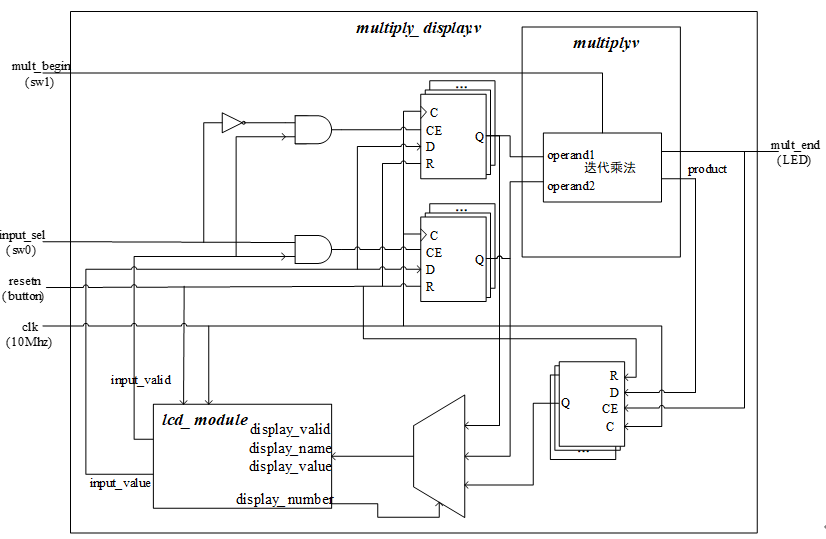 multiply_display.v
multiply.v
mult_begin
(sw1)
...
C
CE
D
R
Q
operand1
operand2
迭代乘法
product
mult_end
(LED)
input_sel
(sw0)
...
C
CE
D
R
Q
resetn
(button)
clk
(10Mhz)
input_valid
input_value
lcd_module
display_valid
display_name
display_value
display_number
R
D
CE
C
Q
...